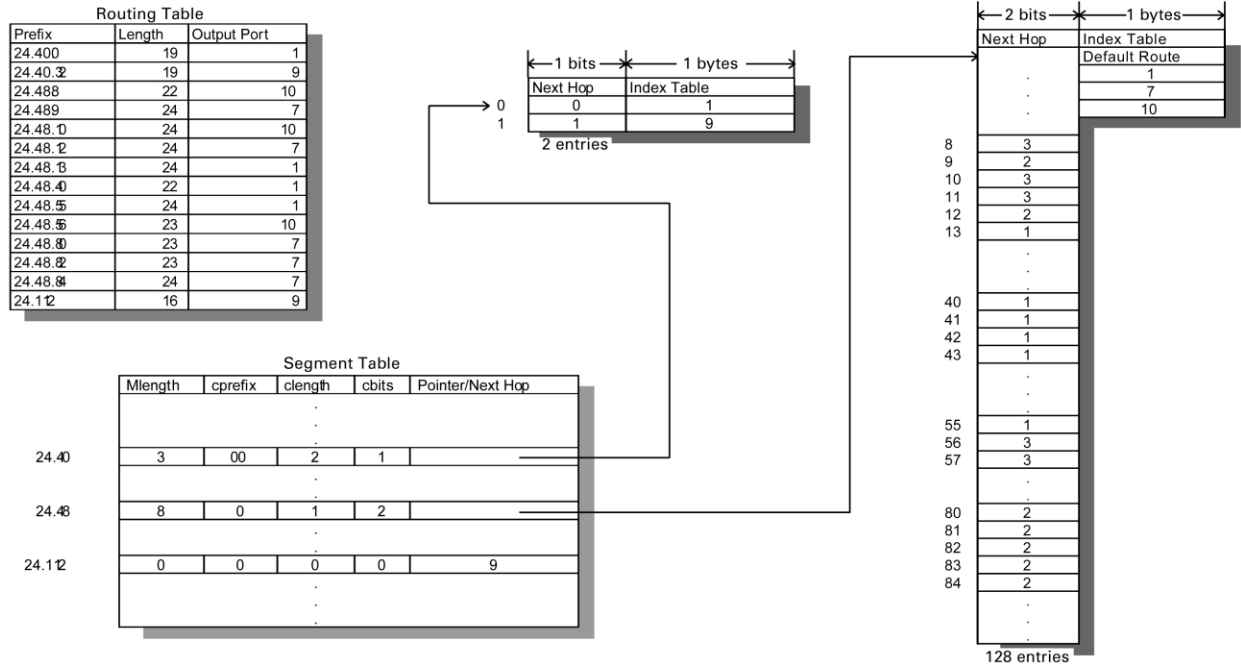 Routing Table
Prefix Length Output Port
24.400 19 1
24.40.32 19 9
24.488 22 10
24.489 24 7
24.48.10 24 10
24.48.12 24 7
24.48.13 24 1
24.48.40 22 1
24.48.55 24 1
24.48.56 23 10
24.48.80 23 7
24.48.82 23 7
24.48.84 24 7
24.112 16 9
1 bits 1 bytes
Next Hop Index Table
0 0 1
1 1 9
2 entries
Segment Table
Mlength cprefix clength cbits Pointer/Next Hop
24.40 3 00 2 1
24.48 8 0 1 2
24.112 0 0 0 0 9
2 bits 1 bytes
Next Hop Index Table
Default Route
1
7
10
8 3
9 2
10 3
11 3
12 2
13 1
40 1
41 1
42 1
43 1
55 1
56 3
57 3
80 2
81 2
82 2
83 2
84 2
128 entries